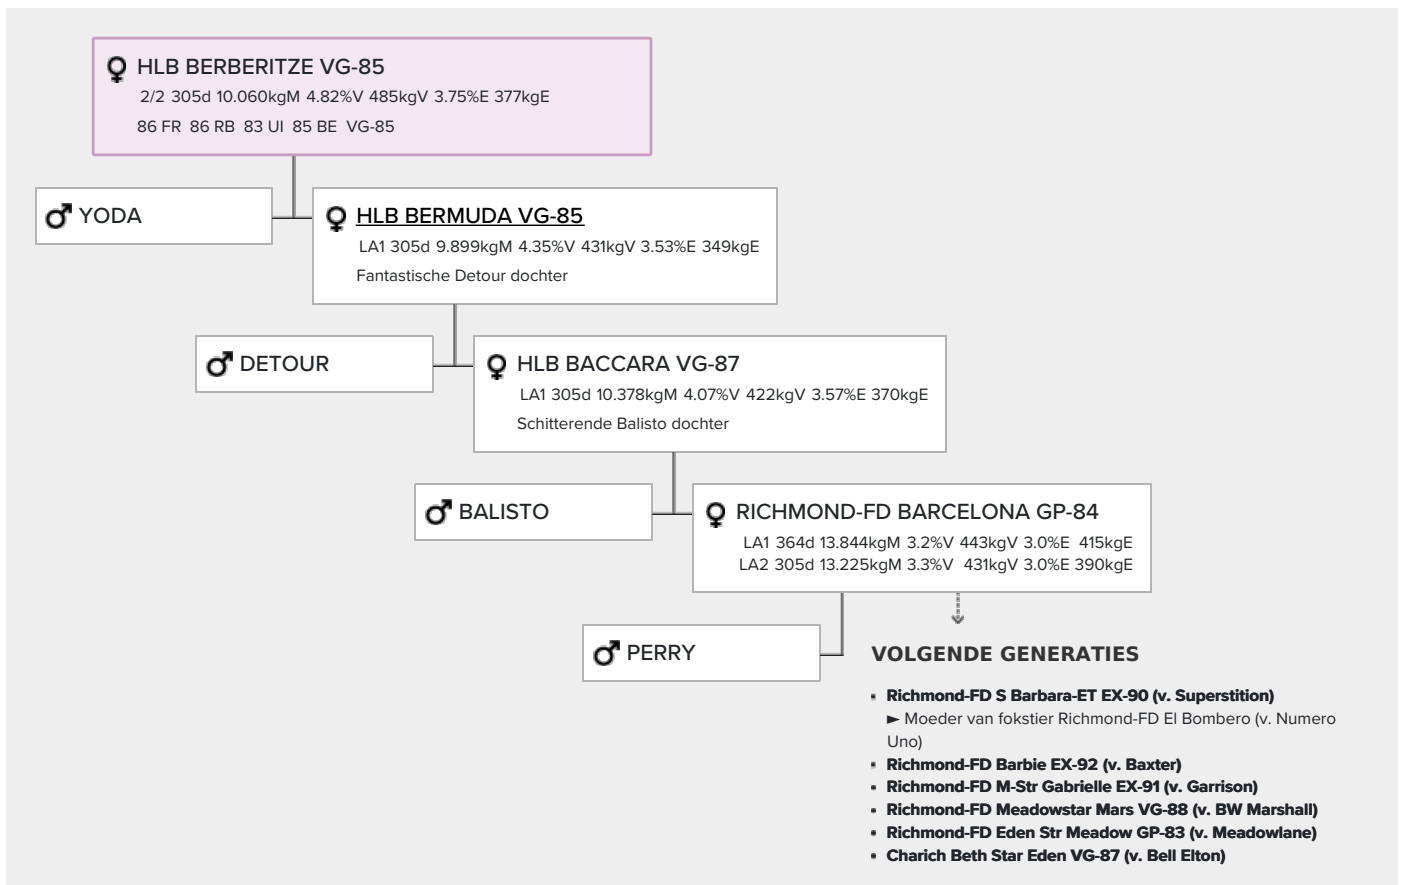 HLB BERBERITZE VG-85
2/2 305d 10.060kgM 4.82%V 485kgV 3.75%E 377kgE
86 FR 86 RB 83 UI 85 BE VG-85
YODA
HLB BERMUDA VG-85
LA1 305d 9.899kgM 4.35%V 431kgV 3.53%E 349kgE
Fantastische Detour dochter
DETOUR
HLB BACCARA VG-87
LA1 305d 10.378kgM 4.07%V 422kgV 3.57%E 370kgE
Schitterende Balisto dochter
BALISTO
RICHMOND-FD BARCELONA GP-84
LA1 364d 13.844kgM 3.2%V 443kgV 3.0%E 415kgE
LA2 305d 13.225kgM 3.3%V 431kgV 3.0%E 390kgE
PERRY
VOLGENDE GENERATIES
Richmond-FD S Barbara-ET EX-90 (v. Superstition)
► Moeder van fokstier Richmond-FD El Bombero (v. Numero
Uno)
Richmond-FD Barbie EX-92 (v. Baxter)
Richmond-FD M-Str Gabrielle EX-91 (v. Garrison)
Richmond-FD Meadowstar Mars VG-88 (v. BW Marshall)
Richmond-FD Eden Str Meadow GP-83 (v. Meadowlane)
Charich Beth Star Eden VG-87 (v. Bell Elton)